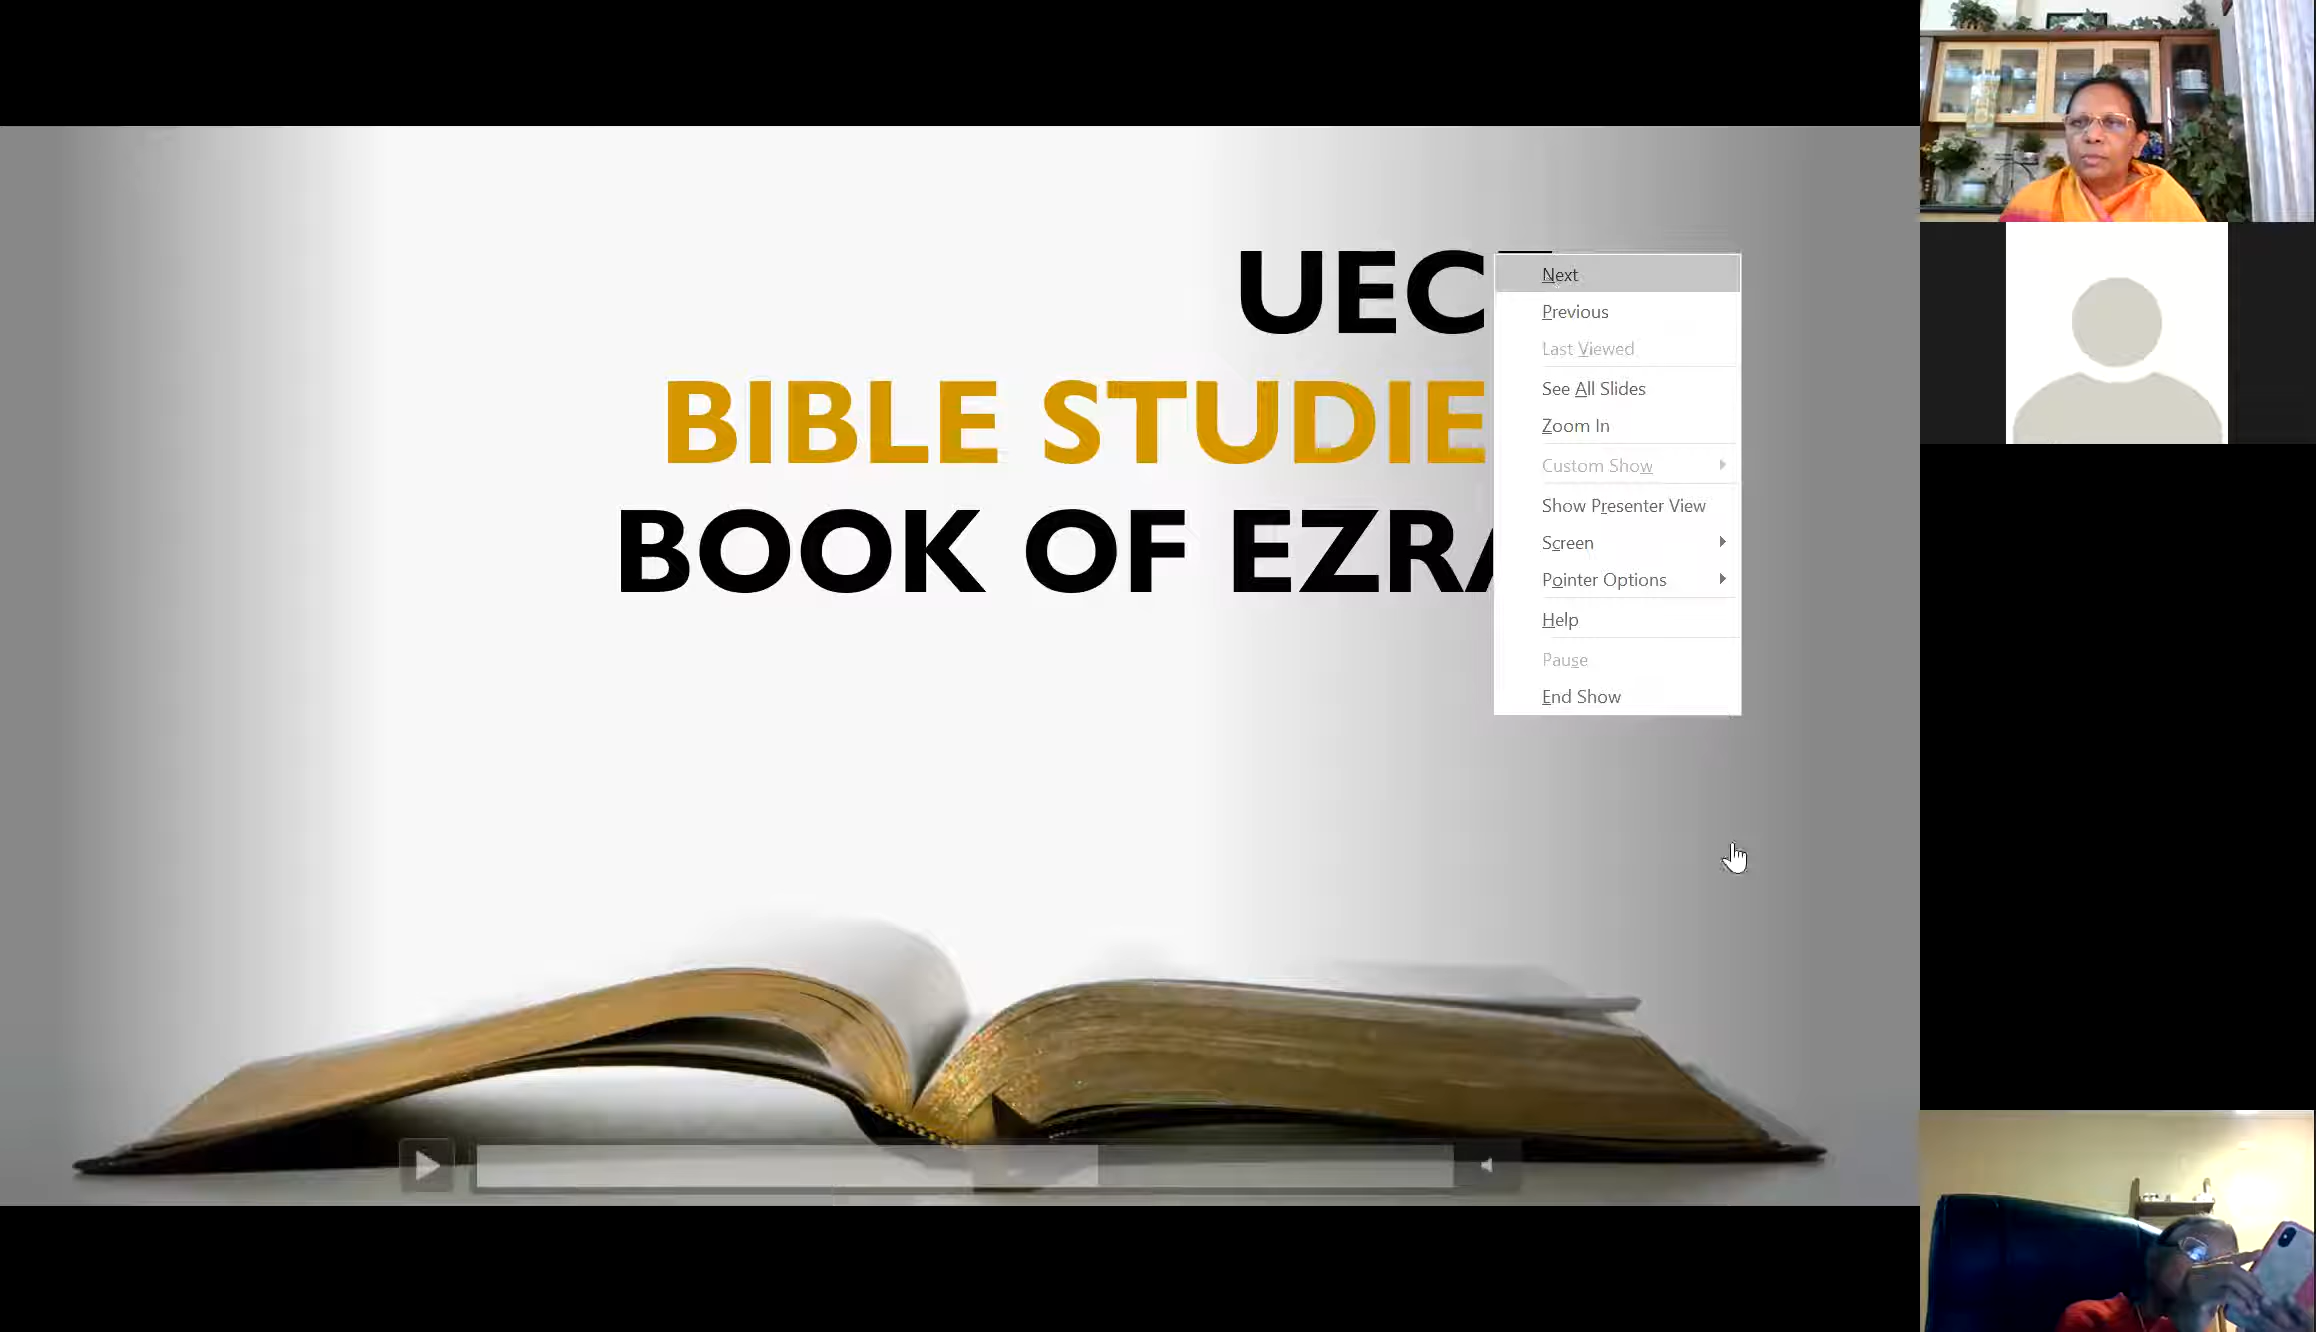 UEC
BIBLE STUDIE
BOOK OF EZRA
Next
Previous
Last Viewed
See All Slides
Zoom In
Custom Show
Show Presenter View
Screen
Pointer Options
Help
Pause
End Show